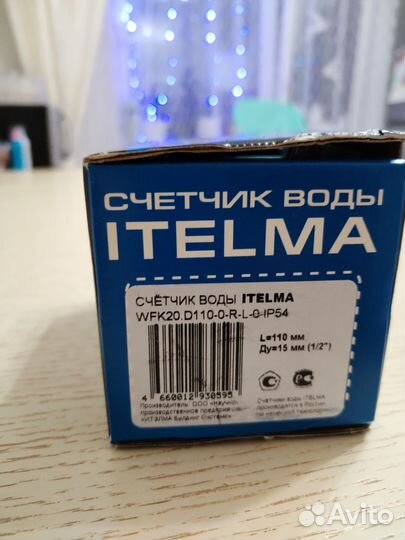 СЧЕТЧИК ВОДЫ
ITELMA
СЧЁТЧИК ВОДЫ ITELMA
WFK20.D110-0-R-L-0-IP54
L=110 мм
Ду=15 мм (1/2")
4 660012 930595
Производитель: ООО «Научно-
производственное предприятие
«ИТЭЛМА Билдинг Системс»
Счетчики воды ITELMA
производятся в России
Avito